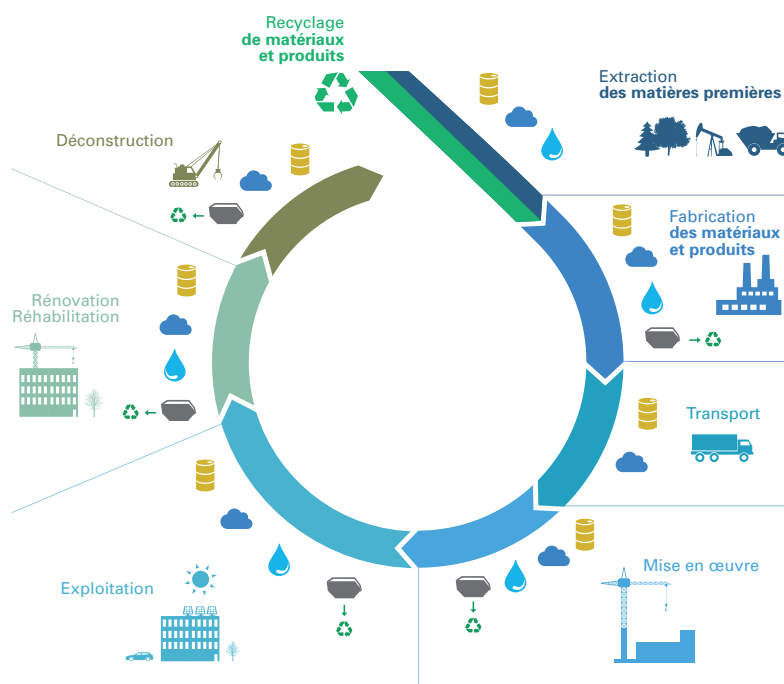 Recyclage
de matériaux
et produits
Extraction
des matières premières
Déconstruction
Fabrication
des matériaux
et produits
Rénovation
Réhabilitation
Transport
Mise en œuvre
Exploitation